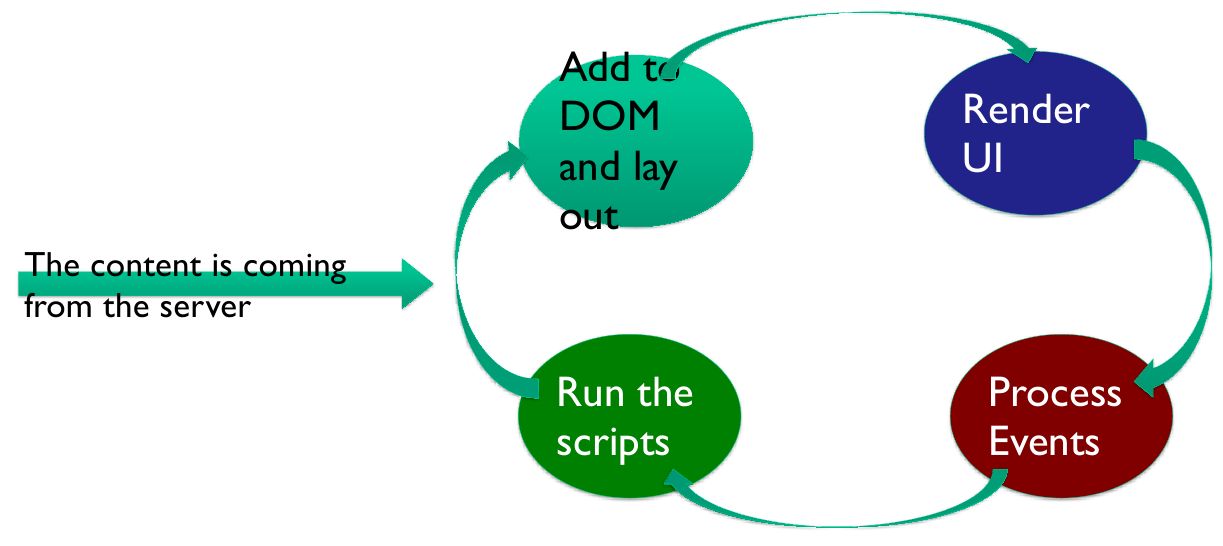 Add to
DOM
and lay
out
Render
UI
The content is coming
from the server
Run the
scripts
Process
Events